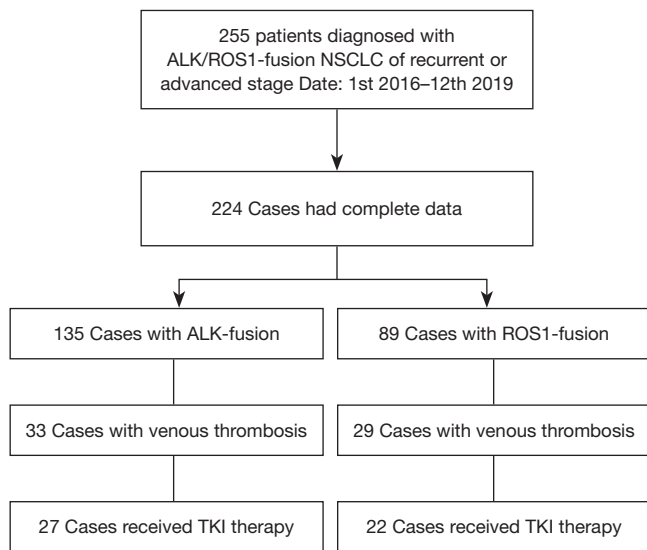 255 patients diagnosed with
ALK/ROS1-fusion NSCLC of recurrent or
advanced stage Date: 1st 2016–12th 2019
224 Cases had complete data
135 Cases with ALK-fusion
89 Cases with ROS1-fusion
33 Cases with venous thrombosis
29 Cases with venous thrombosis
27 Cases received TKI therapy
22 Cases received TKI therapy